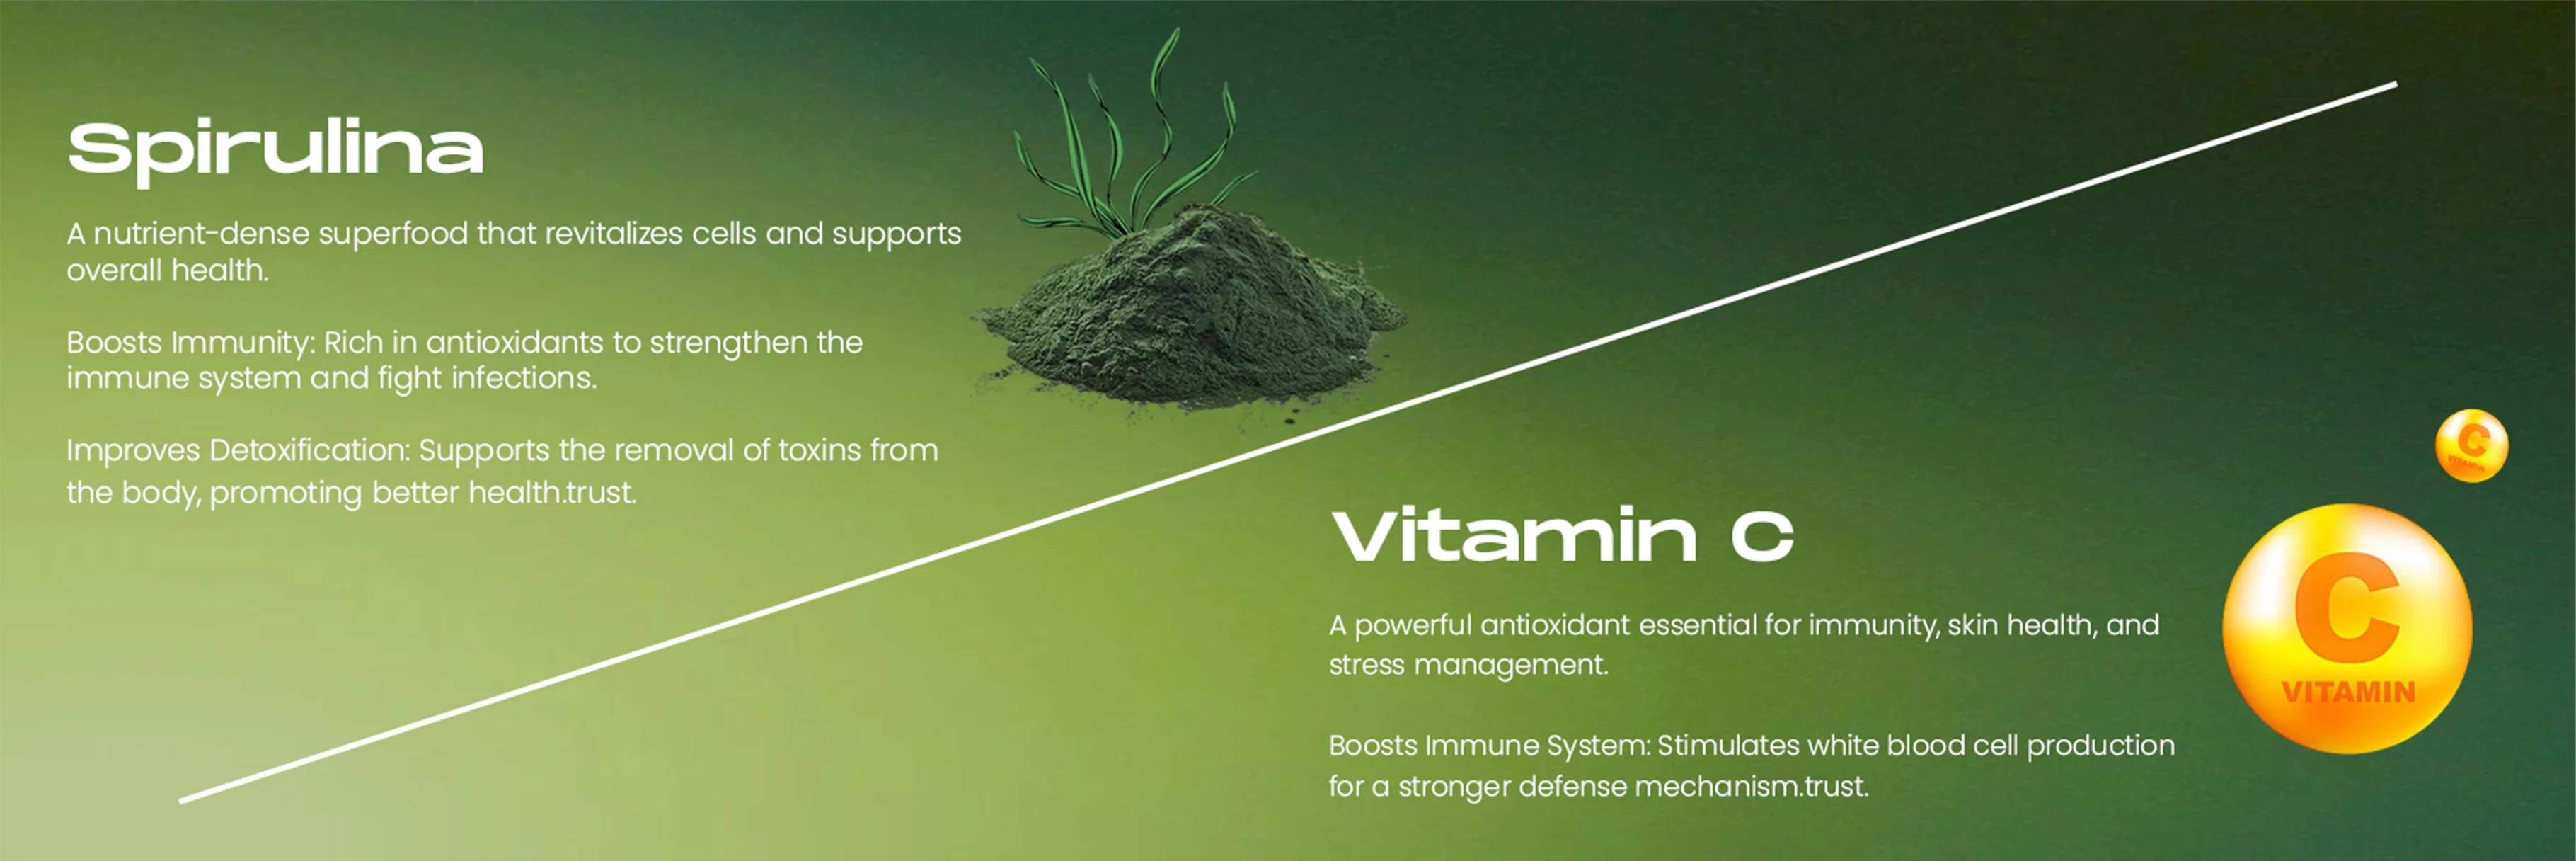 Spirulina
A nutrient-dense superfood that revitalizes cells and supports
overall health.
Boosts Immunity: Rich in antioxidants to strengthen the
immune system and fight infections.
Improves Detoxification: Supports the removal of toxins from
the body, promoting better health.trust.
Vitamin C
A powerful antioxidant essential for immunity, skin health, and
stress management.
Boosts Immune System: Stimulates white blood cell production
for a stronger defense mechanism.trust.
C
VITAMIN
C
VITAMIN